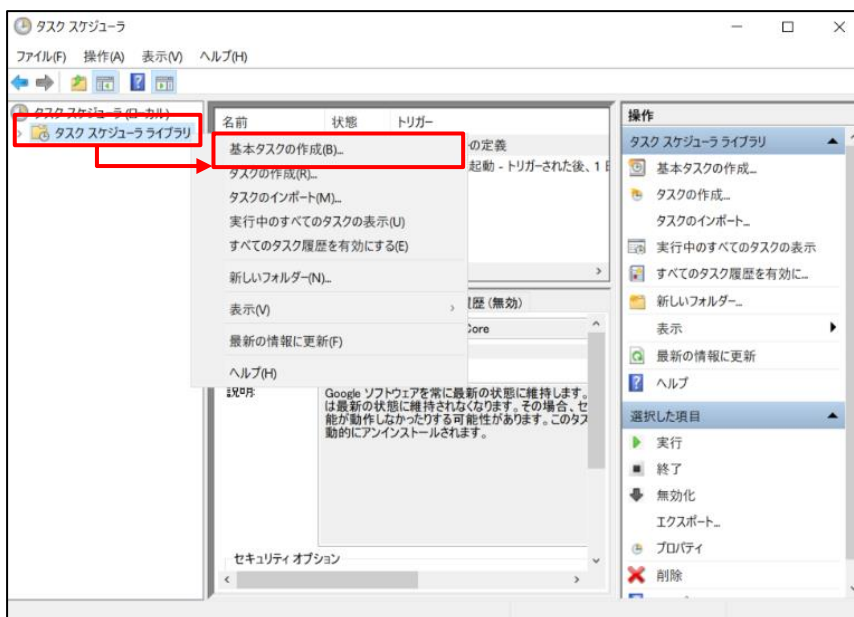 タスク スケジューラ
ファイル(F) 操作(A) 表示(V) ヘルプ(H)
タスク スケジューラ (ローカル)
タスク スケジューラ ライブラリ
名前 状態 トリガー
の定義
起動 - トリガーされた後、1
基本タスクの作成(B)...
タスクの作成(R)...
タスクのインポート(M)...
実行中のすべてのタスクの表示(U)
すべてのタスク履歴を有効にする(E)
新しいフォルダー(N)...
表示(V)
最新の情報に更新(F)
ヘルプ(H)
歴 (無効)
Core
説明:
Google ソフトウェアを常に最新の状態に維持します。
は最新の状態に維持されなくなります。その場合、セ
能が動作しなかったりする可能性があります。このタス
動的にアンインストールされます。
セキュリティ オプション
操作
タスク スケジューラ ライブラリ
基本タスクの作成...
タスクの作成...
タスクのインポート...
実行中のすべてのタスクの表示
すべてのタスク履歴を有効に...
新しいフォルダー...
表示
最新の情報に更新
ヘルプ
選択した項目
実行
終了
無効化
エクスポート...
プロパティ
削除